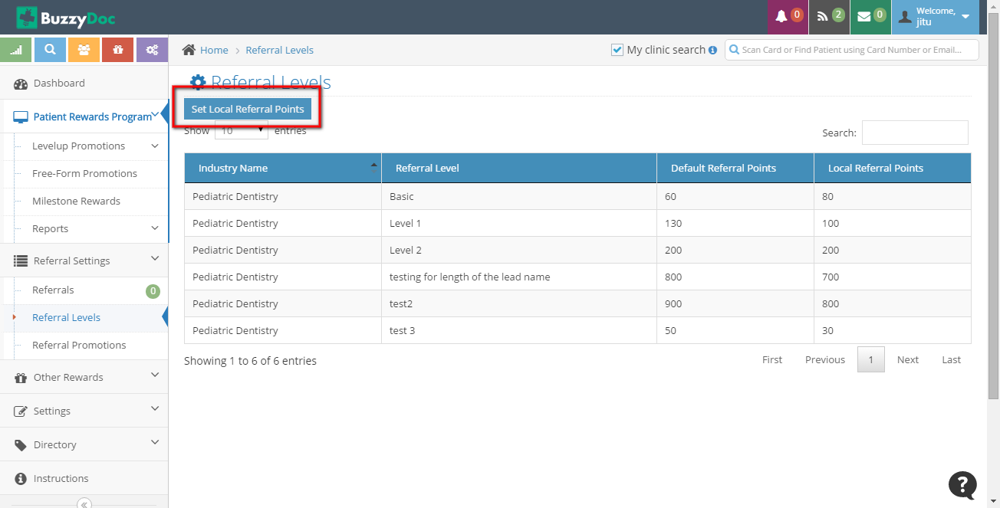 BuzzyDoc
0
2
0
Welcome,
jitu
Home
Referral Levels
My clinic search
Scan Card or Find Patient using Card Number or Email...
Dashboard
Patient Rewards Program
Levelup Promotions
Free-Form Promotions
Milestone Rewards
Reports
Referral Settings
Referrals 0
Referral Levels
Referral Promotions
Other Rewards
Settings
Directory
Instructions
Referral Levels
Set Local Referral Points
Show 10 entries
Search:
Industry Name Referral Level Default Referral Points Local Referral Points
Pediatric Dentistry Basic 60 80
Pediatric Dentistry Level 1 130 100
Pediatric Dentistry Level 2 200 200
Pediatric Dentistry testing for length of the lead name 800 700
Pediatric Dentistry test2 900 800
Pediatric Dentistry test 3 50 30
Showing 1 to 6 of 6 entries
First Previous 1 Next Last
?